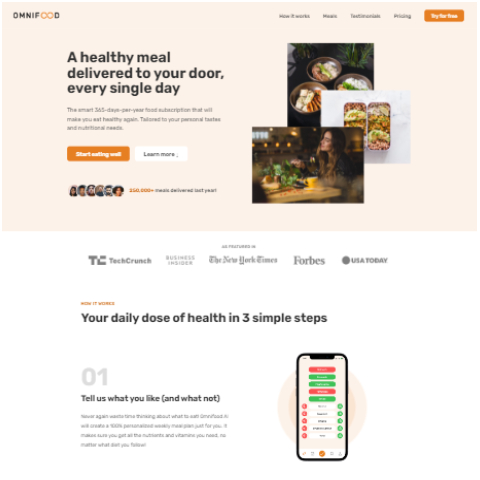 OMNIFOOD
How it works
Meals
Testimonials
Pricing
Try for free
A healthy meal
delivered to your door,
every single day
The smart 365-days-per-year food subscription that will
make you eat healthy again. Tailored to your personal tastes
and nutritional needs.
Start eating well
Learn more ↓
250,000+ meals delivered last year!
AS FEATURED IN
TC TechCrunch
BUSINESS
INSIDER
The New York Times
Forbes
USA TODAY
HOW IT WORKS
Your daily dose of health in 3 simple steps
01
Tell us what you like (and what not)
Never again waste time thinking about what to eat! Omnifood AI
will create a 100% personalized weekly meal plan just for you. It
makes sure you get all the nutrients and vitamins you need, no
matter what diet you follow!